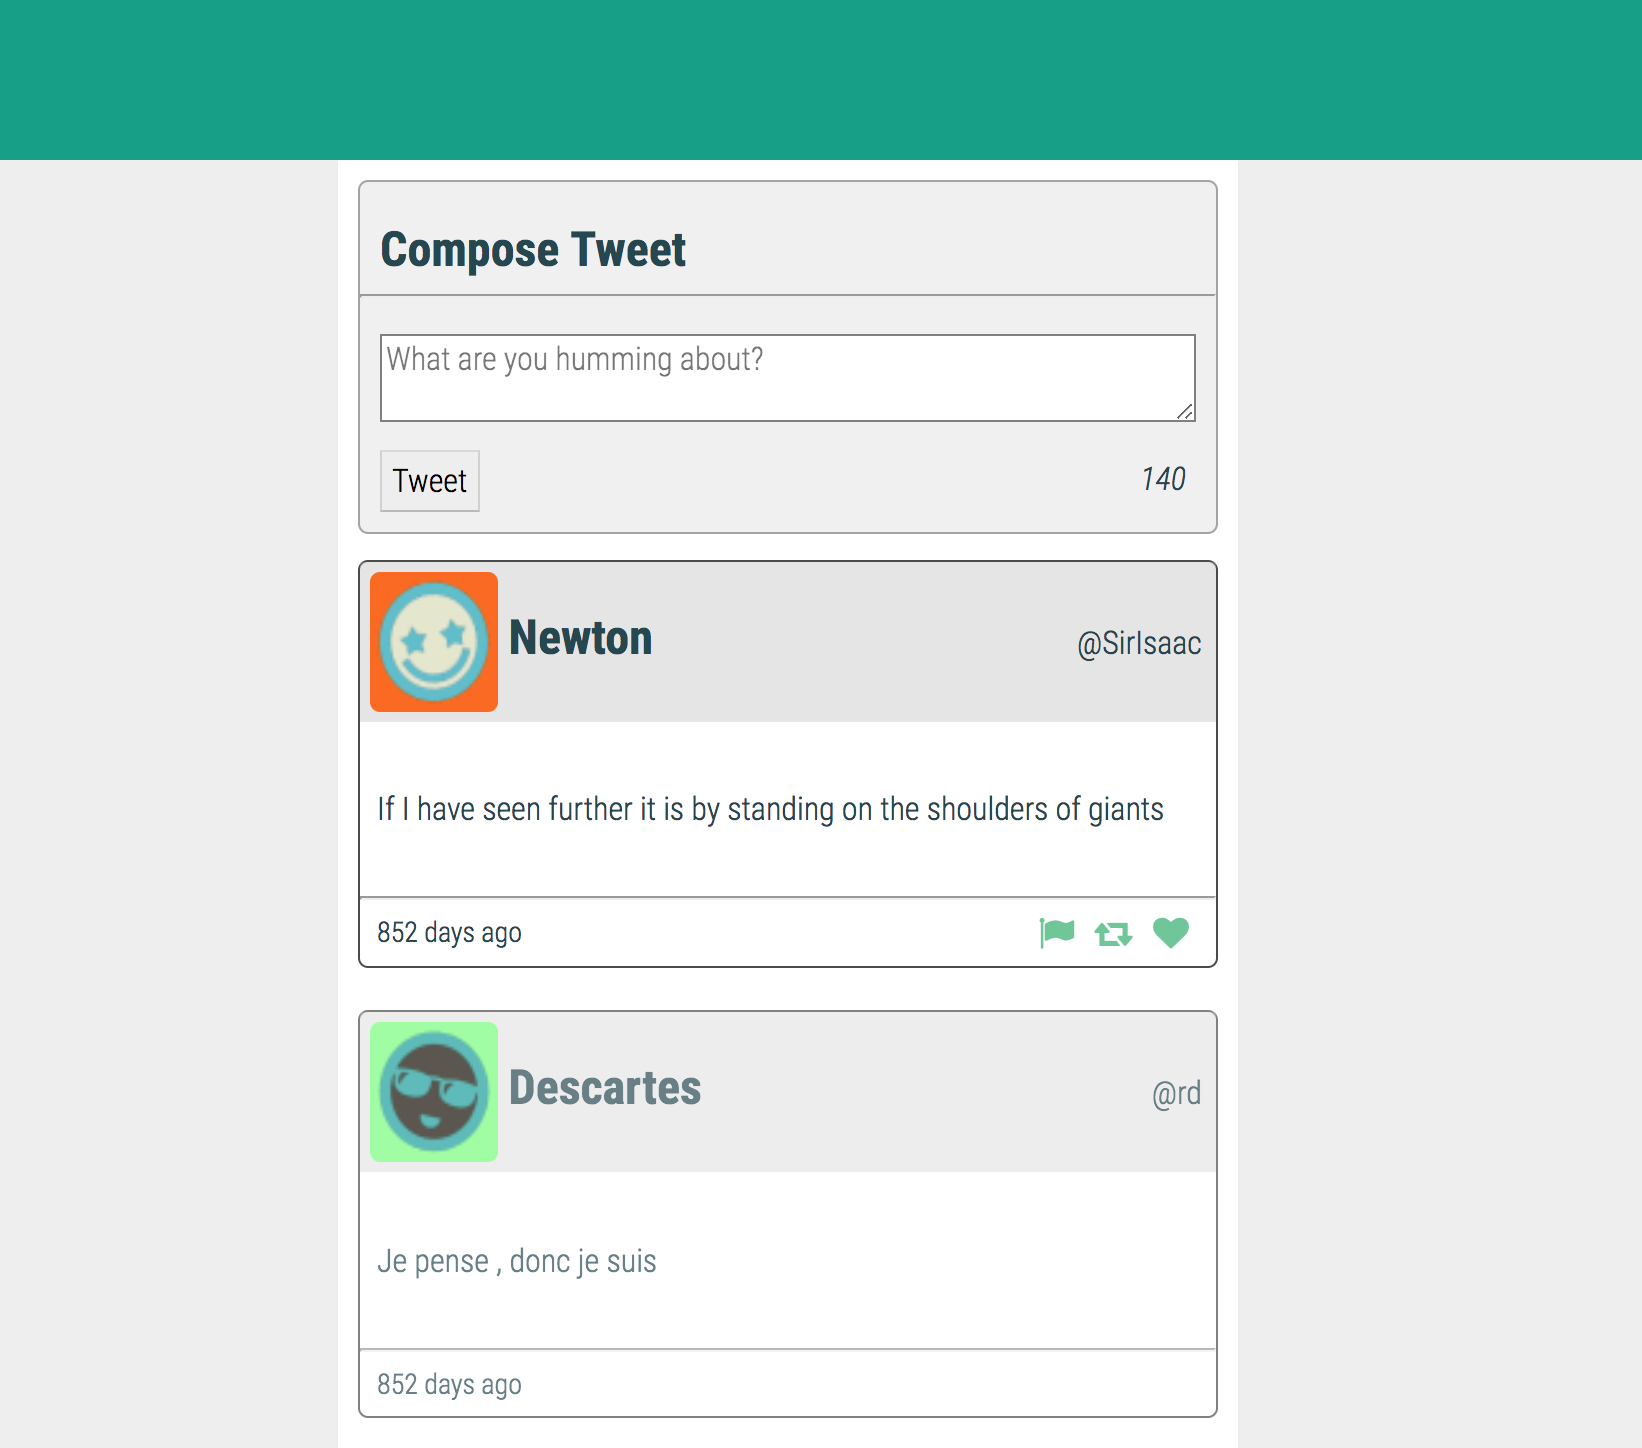 Compose Tweet
What are you humming about?
Tweet
140
Newton
@SirIsaac
If I have seen further it is by standing on the shoulders of giants
852 days ago
Descartes
@rd
Je pense , donc je suis
852 days ago